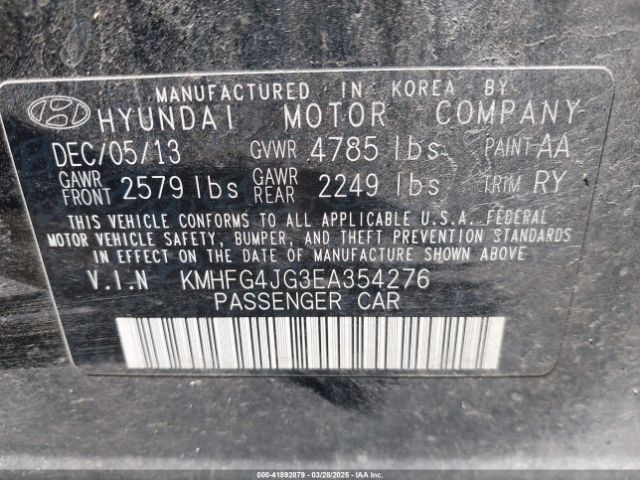 MANUFACTURED IN KOREA BY
HYUNDAI MOTOR COMPANY
DEC/05/13 GVWR 4785 lbs PAINT AA
GAWR FRONT 2579 lbs GAWR REAR 2249 lbs TRIM RY
THIS VEHICLE CONFORMS TO ALL APPLICABLE U.S.A. FEDERAL
MOTOR VEHICLE SAFETY, BUMPER, AND THEFT PREVENTION STANDARDS
IN EFFECT ON THE DATE OF MANUFACTURE SHOWN ABOVE
V.I.N KMHFG4JG3EA354276
PASSENGER CAR
000-41892879 | 03/28/2025 | IAAI.COM